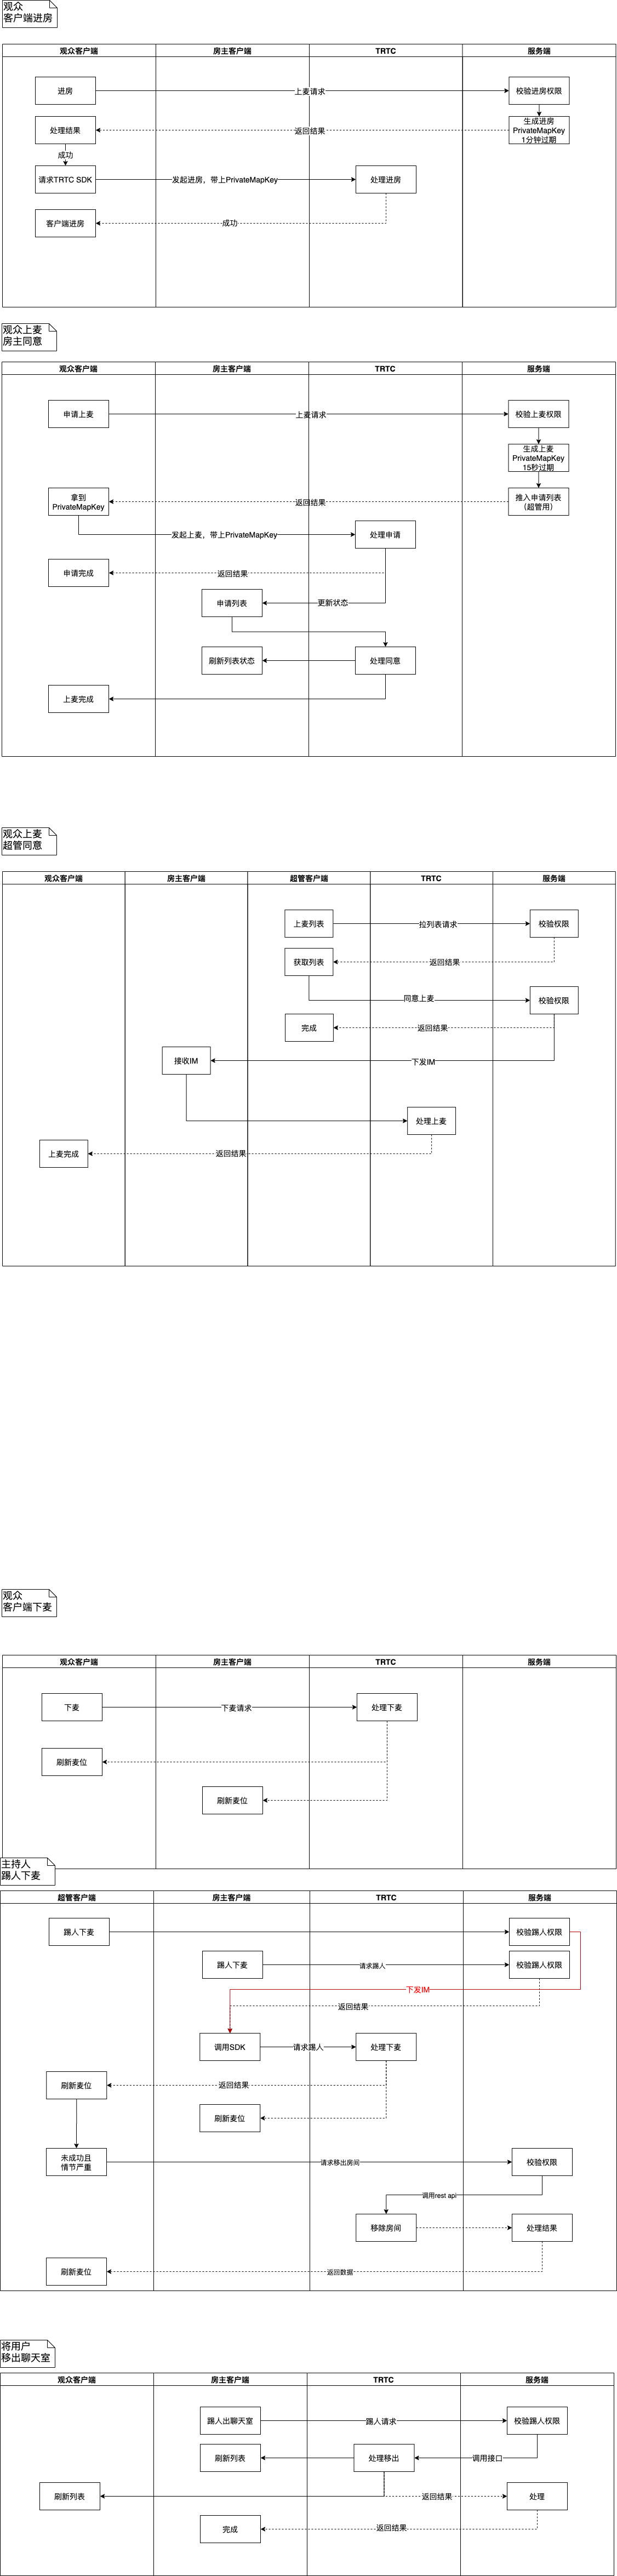 观众
客户端进房
观众客户端
房主客户端
TRTC
服务端
进房
上麦请求
校验进房权限
处理结果
返回结果
生成进房
PrivateMapKey
1分钟过期
成功
请求TRTC SDK
发起进房，带上PrivateMapKey
处理进房
客户端进房
成功
观众上麦
房主同意
观众客户端
房主客户端
TRTC
服务端
申请上麦
上麦请求
校验上麦权限
生成上麦
PrivateMapKey
15秒过期
拿到
PrivateMapKey
返回结果
推入申请列表
（超管用）
发起上麦，带上PrivateMapKey
处理申请
申请完成
返回结果
申请列表
更新状态
刷新列表状态
处理同意
上麦完成
观众上麦
超管同意
观众客户端
房主客户端
超管客户端
TRTC
服务端
上麦列表
拉列表请求
校验权限
获取列表
返回结果
同意上麦
校验权限
完成
返回结果
接收IM
下发IM
处理上麦
上麦完成
返回结果
观众
客户端下麦
观众客户端
房主客户端
TRTC
服务端
下麦
下麦请求
处理下麦
刷新麦位
刷新麦位
主持人
踢人下麦
超管客户端
房主客户端
TRTC
服务端
踢人下麦
校验踢人权限
踢人下麦
请求踢人
校验踢人权限
下发IM
返回结果
调用SDK
请求踢人
处理下麦
刷新麦位
返回结果
刷新麦位
未成功且
情节严重
请求移出房间
校验权限
调用rest api
移除房间
处理结果
刷新麦位
返回数据
将用户
移出聊天室
观众客户端
房主客户端
TRTC
服务端
踢人出聊天室
踢人请求
校验踢人权限
刷新列表
处理移出
调用接口
刷新列表
返回结果
处理
完成
返回结果